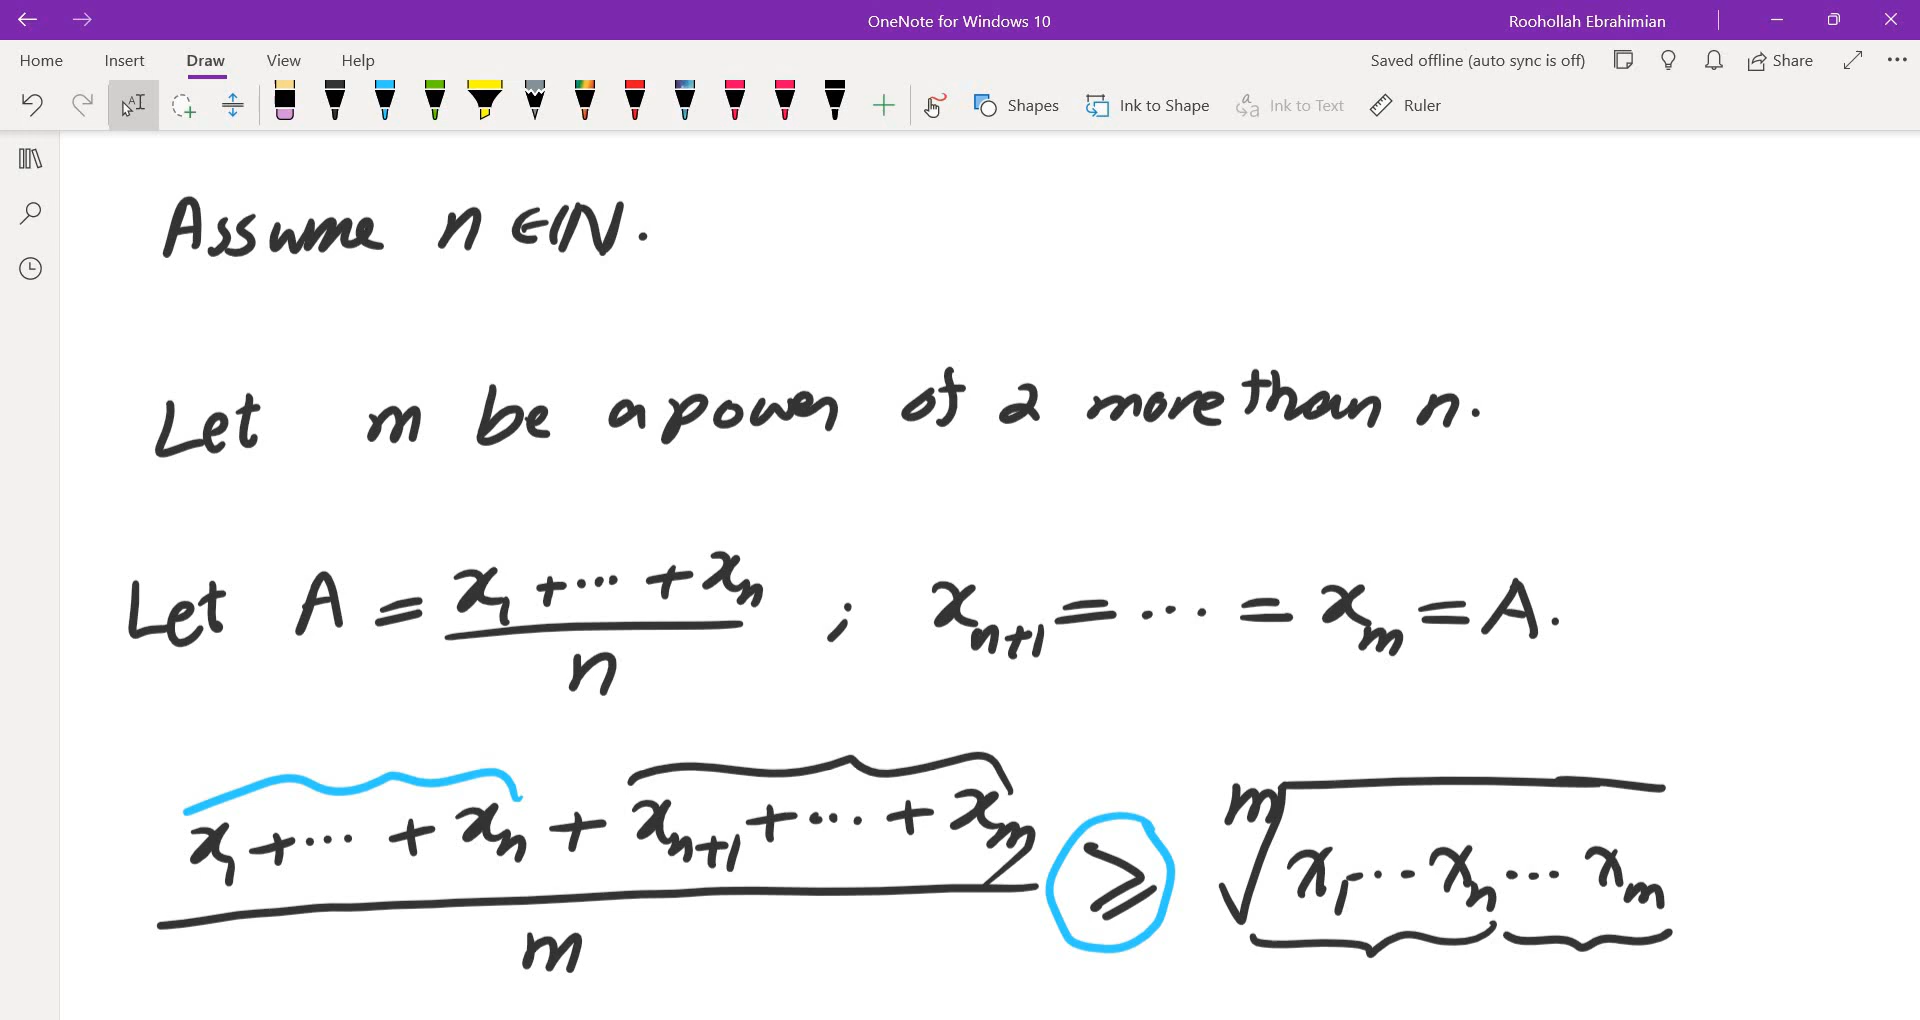 OneNote for Windows 10
Roohollah Ebrahimian
Home Insert Draw View Help
Saved offline (auto sync is off) Share
Shapes Ink to Shape Ink to Text Ruler
Assume n ∈ ℕ.
Let m be a power of 2 more than n.
Let A = (x₁ + ··· + xₙ)/n ; xₙ₊₁ = ··· = xₘ = A.
(x₁ + ··· + xₙ + xₙ₊₁ + ··· + xₘ)/m ≥ ᵐ√(x₁ ··· xₙ ··· xₘ)